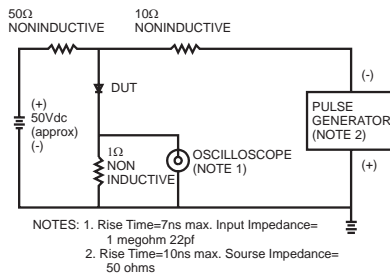 50Ω
NONINDUCTIVE
10Ω
NONINDUCTIVE
(-)
DUT
(+)
50Vdc
(approx)
(-)
PULSE
GENERATOR
(NOTE 2)
1Ω
NON
INDUCTIVE
OSCILLOSCOPE
(NOTE 1)
(+)
NOTES: 1. Rise Time=7ns max. Input Impedance=
1 megohm 22pf
2. Rise Time=10ns max. Sourse Impedance=
50 ohms